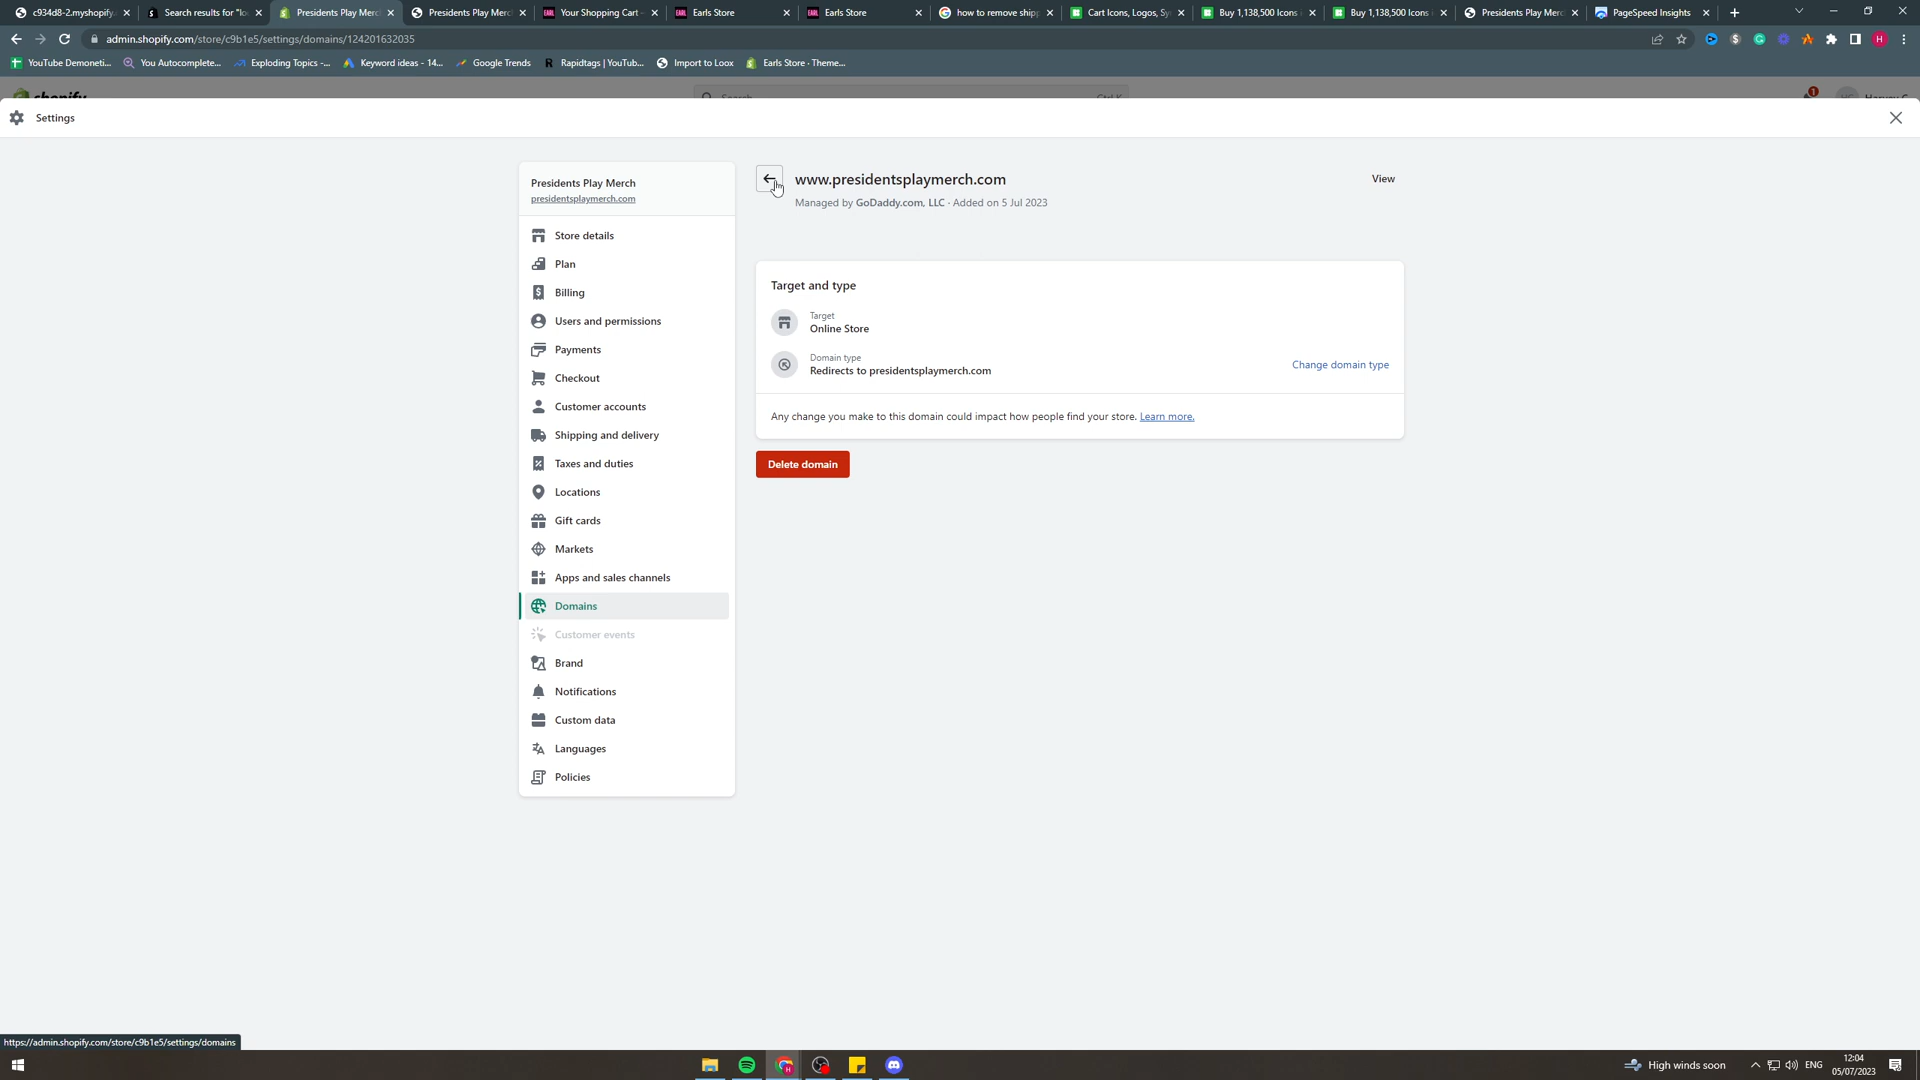 c934d8-2.myshopify.
Search results for "lo
Presidents Play Merc
Presidents Play Merc
Your Shopping Cart -
Earls Store
Earls Store
how to remove shipp
Cart Icons, Logos, Sy
Buy 1,138,500 Icons
Buy 1,138,500 Icons
Presidents Play Merc
PageSpeed Insights
admin.shopify.com/store/c9b1e5/settings/domains/124201632035
YouTube Demoneti...
You Autocomplete...
Exploding Topics -...
Keyword ideas - 14...
Google Trends
Rapidtags | YouTub...
Import to Loox
Earls Store · Theme...
shopify
Search
Ctrl K
1
Settings
Presidents Play Merch
presidentsplaymerch.com
Store details
Plan
Billing
Users and permissions
Payments
Checkout
Customer accounts
Shipping and delivery
Taxes and duties
Locations
Gift cards
Markets
Apps and sales channels
Domains
Customer events
Brand
Notifications
Custom data
Languages
Policies
www.presidentsplaymerch.com
View
Managed by GoDaddy.com, LLC · Added on 5 Jul 2023
Target and type
Target
Online Store
Domain type
Redirects to presidentsplaymerch.com
Change domain type
Any change you make to this domain could impact how people find your store. Learn more.
Delete domain
https://admin.shopify.com/store/c9b1e5/settings/domains
High winds soon
ENG
12:04
05/07/2023